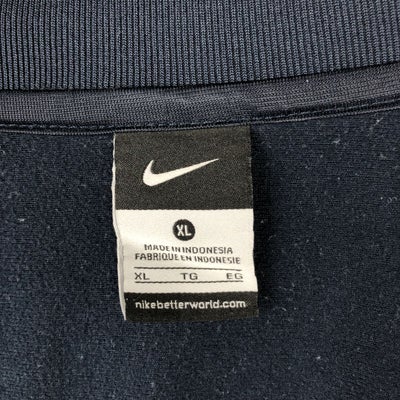 XL
MADE IN INDONESIA
FABRIQUE EN INDONESIE
XL TG EG
nikebetterworld.com